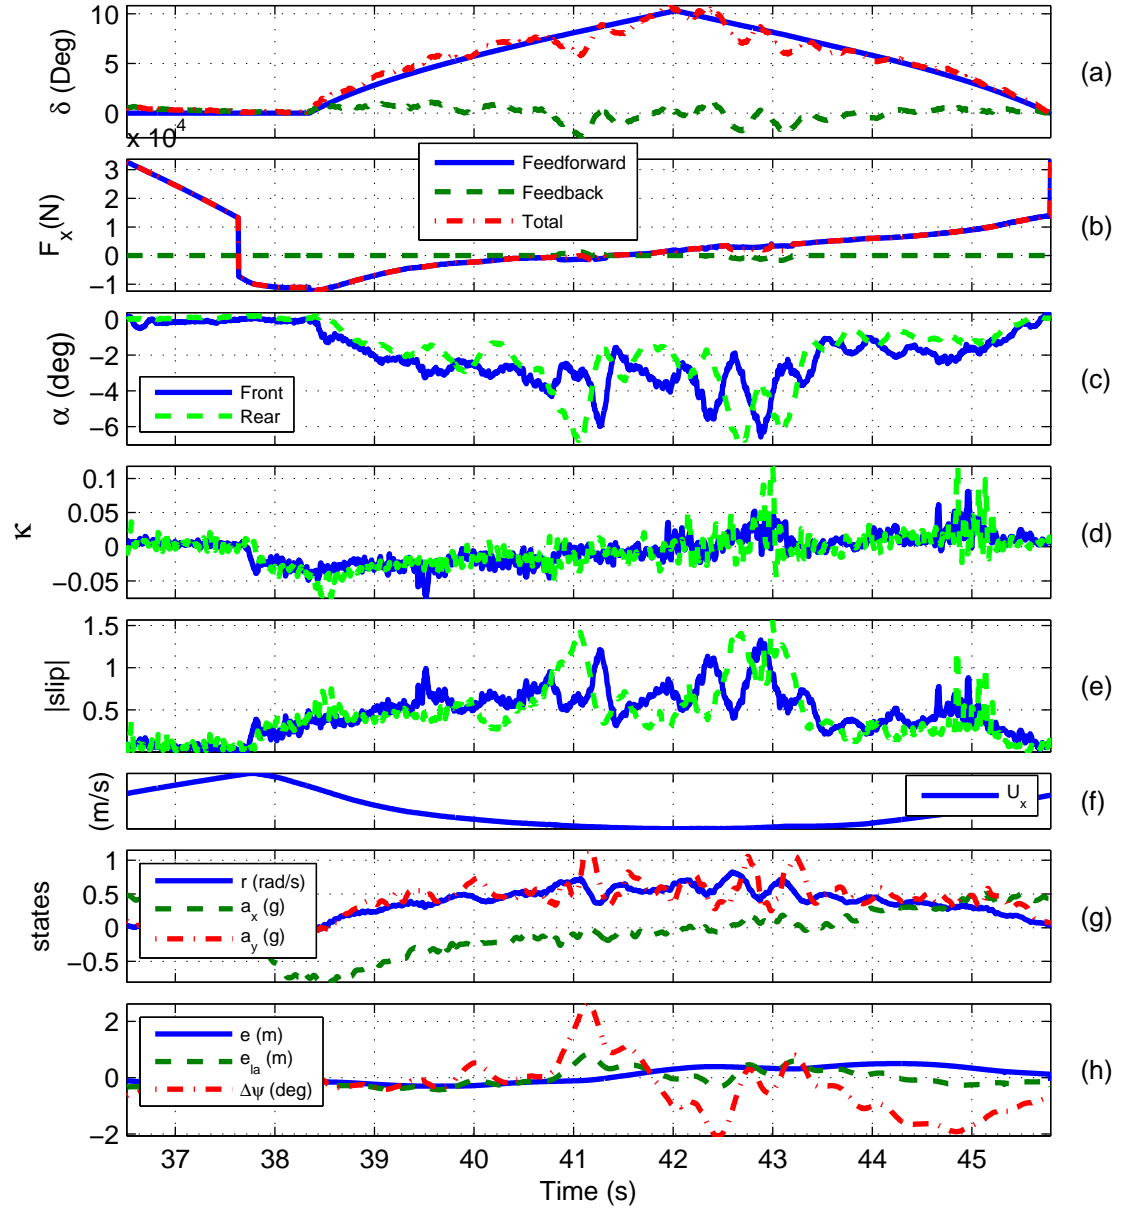 10
5
0
δ (Deg)
(a)
x 10^4
3
2
1
0
−1
F_x(N)
Feedforward
Feedback
Total
(b)
0
−2
−4
−6
α (deg)
Front
Rear
(c)
0.1
0.05
0
−0.05
κ
(d)
1.5
1
0.5
|slip|
(e)
(m/s)
U_x
(f)
1
0.5
0
−0.5
states
r (rad/s)
a_x (g)
a_y (g)
(g)
2
0
−2
e (m)
e_la (m)
Δψ (deg)
(h)
37 38 39 40 41 42 43 44 45
Time (s)